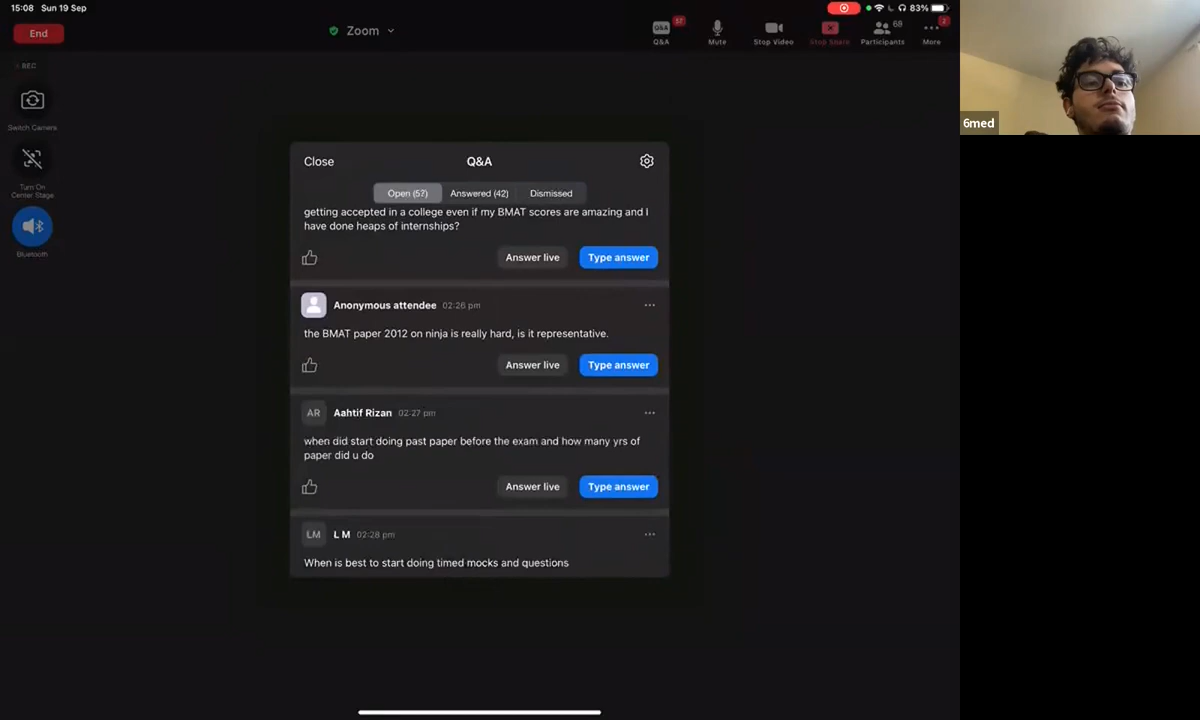 15:08 Sun 19 Sep
83%
End
Zoom
Q&A
57
Q&A
Mute
Stop Video
Stop Share
68
Participants
2
More
REC
Switch Camera
Turn On
Center Stage
Bluetooth
6med
Close
Q&A
Open (57)
Answered (42)
Dismissed
getting accepted in a college even if my BMAT scores are amazing and I
have done heaps of internships?
Answer live
Type answer
Anonymous attendee 02:26 pm
the BMAT paper 2012 on ninja is really hard, is it representative.
Answer live
Type answer
AR
Aahtif Rizan 02:27 pm
when did start doing past paper before the exam and how many yrs of
paper did u do
Answer live
Type answer
LM
L M 02:28 pm
When is best to start doing timed mocks and questions